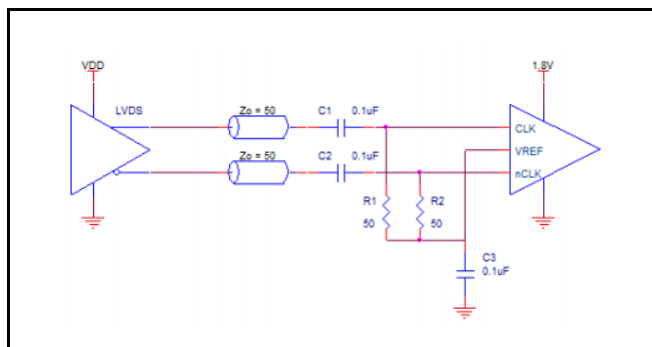 VDD
1.8V
LVDS
Zo = 50
C1
0.1uF
CLK
Zo = 50
C2
0.1uF
VREF
nCLK
R1
50
R2
50
C3
0.1uF